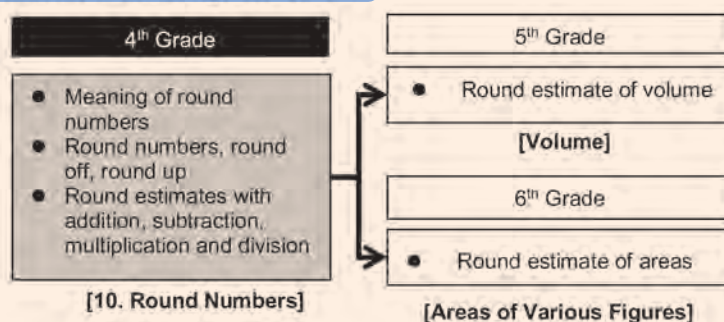 4th Grade
● Meaning of round
numbers
● Round numbers, round
off, round up
● Round estimates with
addition, subtraction,
multiplication and division
[10. Round Numbers]
5th Grade
● Round estimate of volume
[Volume]
6th Grade
● Round estimate of areas
[Areas of Various Figures]